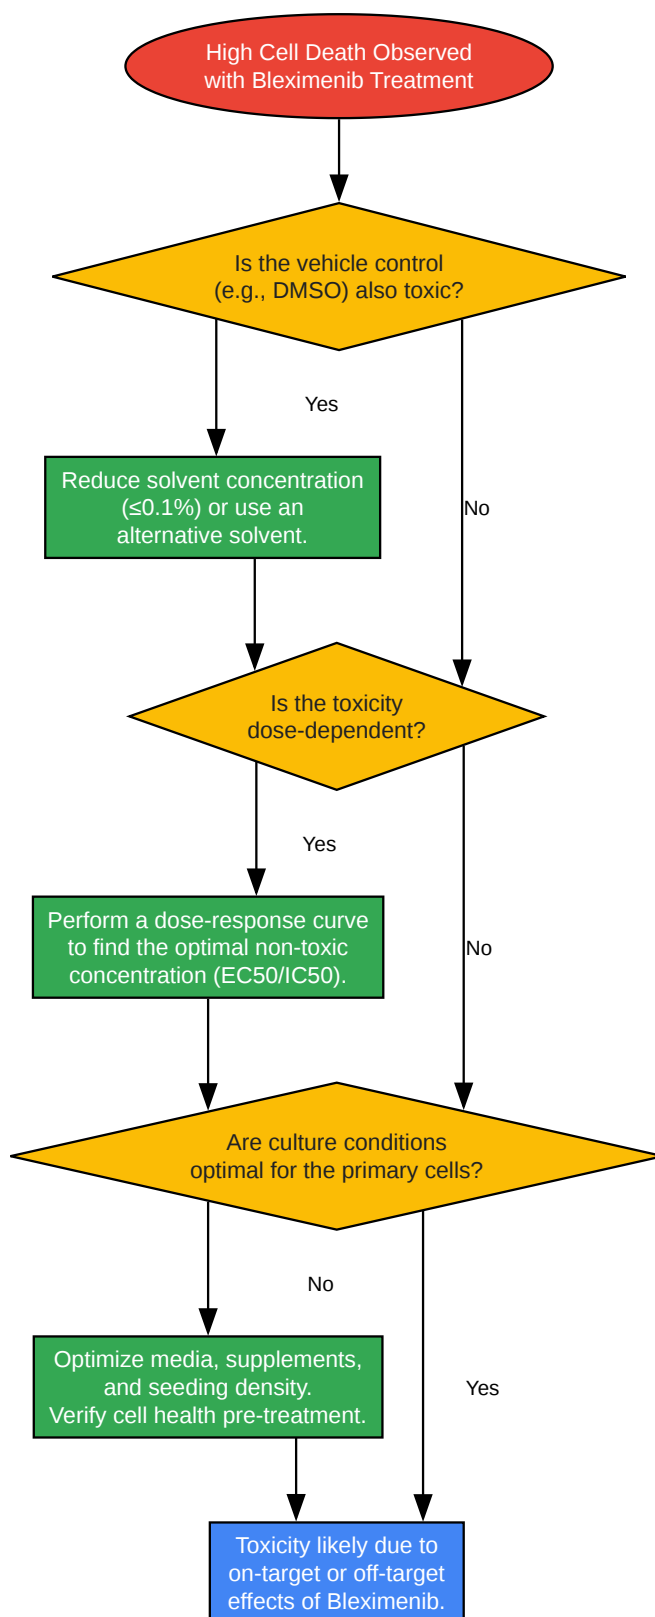 High Cell Death Observed
with Bleximenib Treatment
Is the vehicle control
(e.g., DMSO) also toxic?
Yes
Reduce solvent concentration
(≤0.1%) or use an
alternative solvent.
No
Is the toxicity
dose-dependent?
Yes
Perform a dose-response curve
to find the optimal non-toxic
concentration (EC50/IC50).
No
Are culture conditions
optimal for the primary cells?
No
Optimize media, supplements,
and seeding density.
Verify cell health pre-treatment.
Yes
Toxicity likely due to
on-target or off-target
effects of Bleximenib.